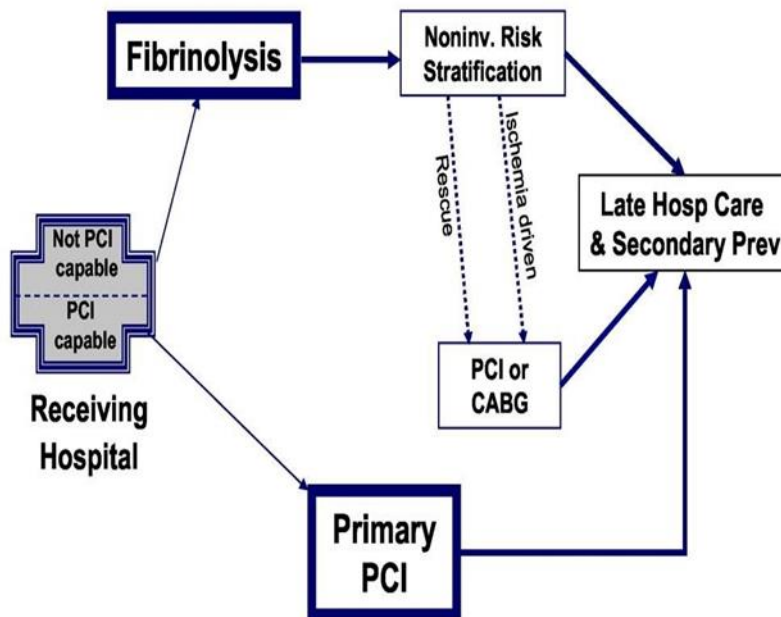 Fibrinolysis
Noninv. Risk
Stratification
Rescue
Ischemia driven
Not PCI
capable
PCI
capable
Receiving
Hospital
Late Hosp Care
& Secondary Prev
PCI or
CABG
Primary
PCI